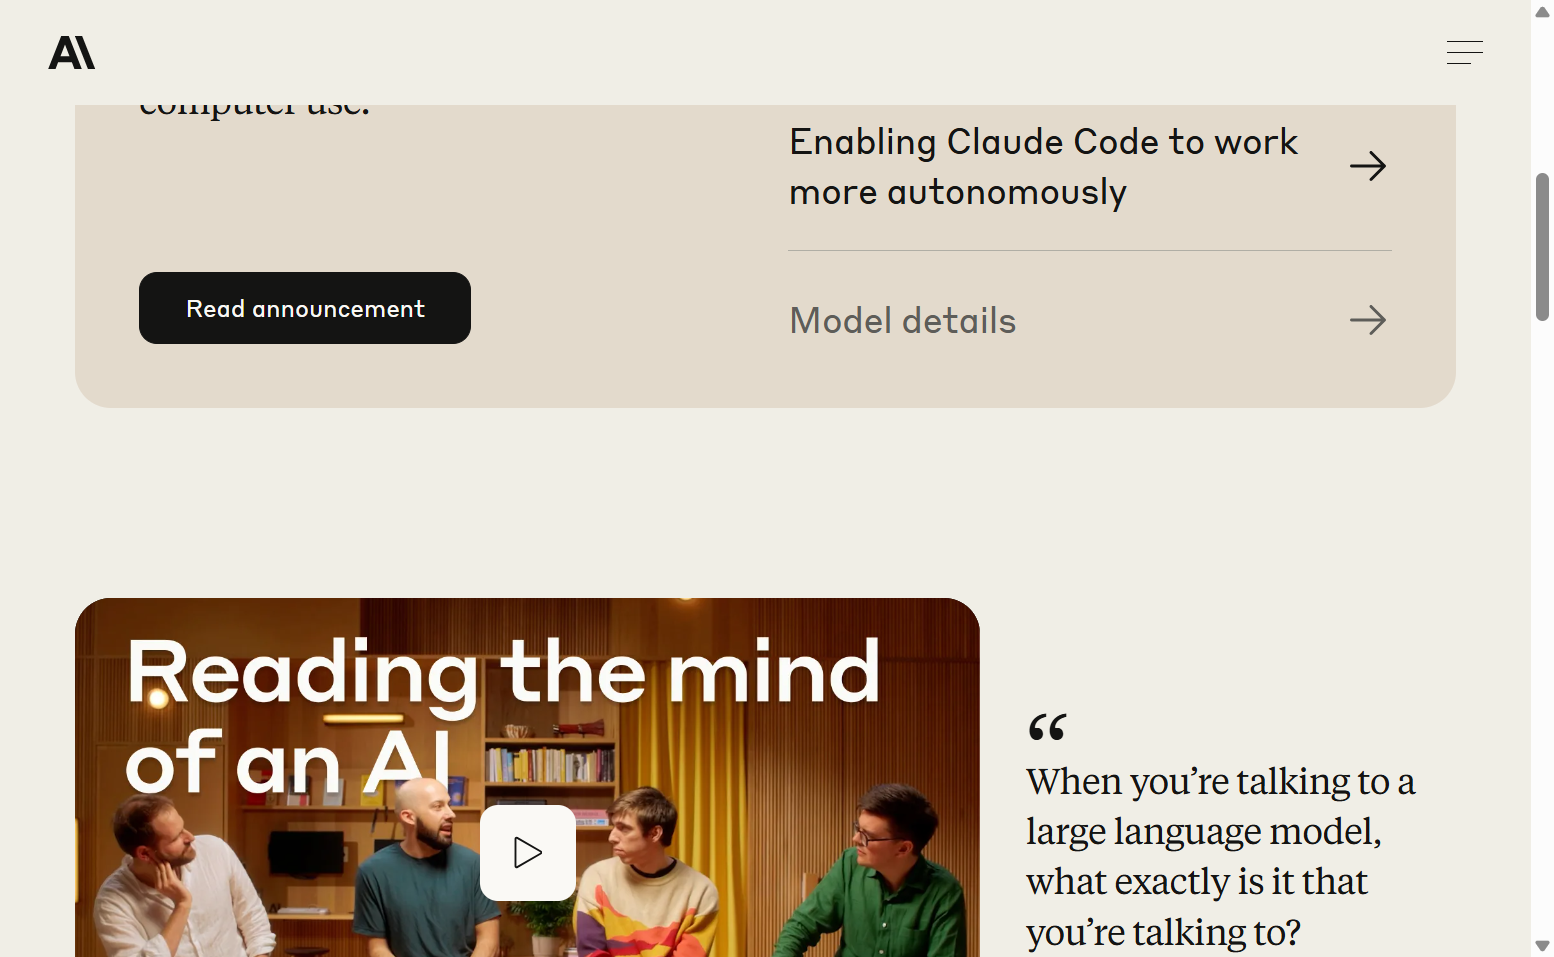 computer use.
Enabling Claude Code to work
more autonomously
Read announcement
Model details
Reading the mind
of an AI
“
When you’re talking to a
large language model,
what exactly is it that
you’re talking to?